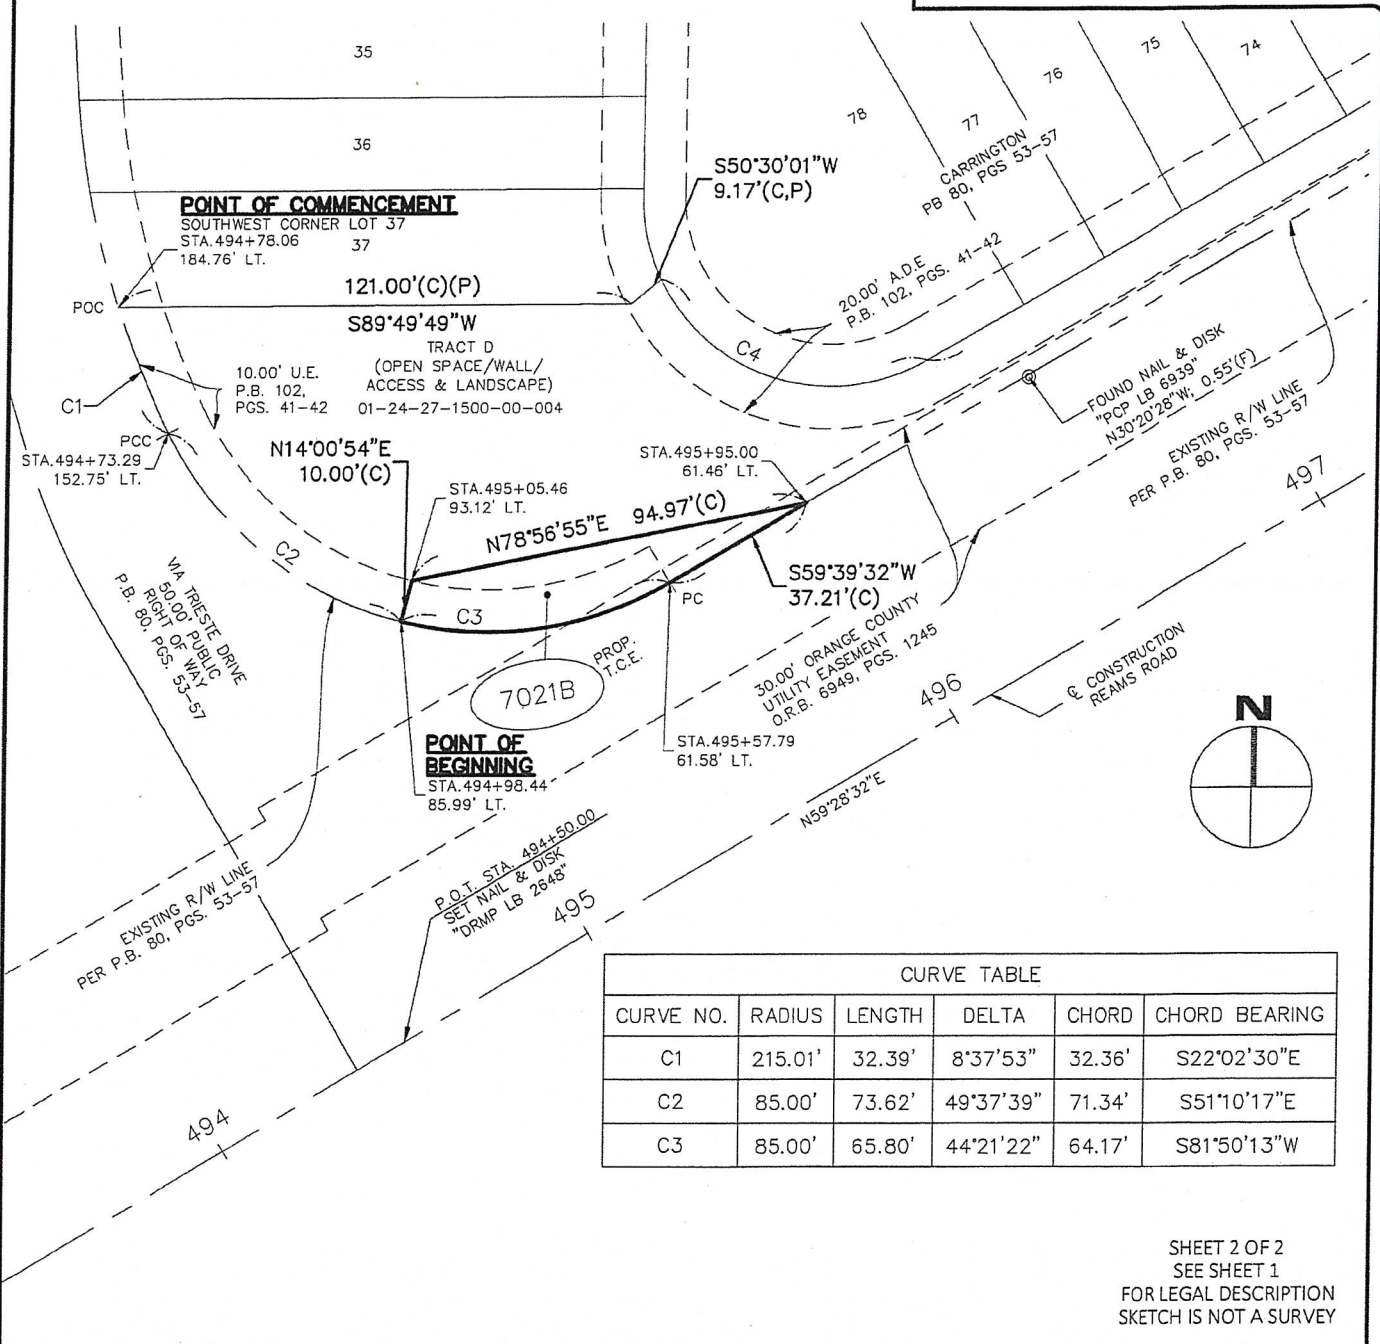 35
36
37
78
77
76
75
74
CARRINGTON
PB 80, PGS 53-57
S50°30'01"W
9.17'(C,P)
POINT OF COMMENCEMENT
SOUTHWEST CORNER LOT 37
STA.494+78.06
184.76' LT.
POC
121.00'(C)(P)
S89°49'49"W
TRACT D
(OPEN SPACE/WALL/
ACCESS & LANDSCAPE)
01-24-27-1500-00-004
10.00' U.E.
P.B. 102,
PGS. 41-42
C1
PCC
STA.494+73.29
152.75' LT.
20.00' A.D.E
P.B. 102, PGS. 41-42
C4
FOUND NAIL & DISK
"PCP LB 6939"
N30°20'28"W; 0.55'(F)
EXISTING R/W LINE
PER P.B. 80, PGS. 53-57
497
N14°00'54"E
10.00'(C)
STA.495+05.46
93.12' LT.
STA.495+95.00
61.46' LT.
N78°56'55"E 94.97'(C)
C2
C3
PC
S59°39'32"W
37.21'(C)
VIA TRIESTE DRIVE
50.00' PUBLIC
RIGHT OF WAY
P.B. 80, PGS. 53-57
7021B
PROP.
T.C.E.
30.00' ORANGE COUNTY
UTILITY EASEMENT
O.R.B. 6949, PGS. 1245
496
℄ CONSTRUCTION
REAMS ROAD
POINT OF
BEGINNING
STA.494+98.44
85.99' LT.
STA.495+57.79
61.58' LT.
N59°28'32"E
N
EXISTING R/W LINE
PER P.B. 80, PGS. 53-57
P.O.T. STA. 494+50.00
SET NAIL & DISK
"DRMP LB 2648"
495
494
CURVE TABLE
CURVE NO. RADIUS LENGTH DELTA CHORD CHORD BEARING
C1 215.01' 32.39' 8°37'53" 32.36' S22°02'30"E
C2 85.00' 73.62' 49°37'39" 71.34' S51°10'17"E
C3 85.00' 65.80' 44°21'22" 64.17' S81°50'13"W
SHEET 2 OF 2
SEE SHEET 1
FOR LEGAL DESCRIPTION
SKETCH IS NOT A SURVEY